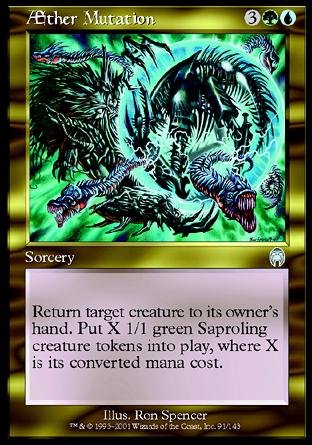 Æther Mutation 3
Sorcery
Return target creature to its owner's
hand. Put X 1/1 green Saproling
creature tokens into play, where X
is its converted mana cost.
Illus. Ron Spencer
™ & © 1993-2001 Wizards of the Coast, Inc. 91/143